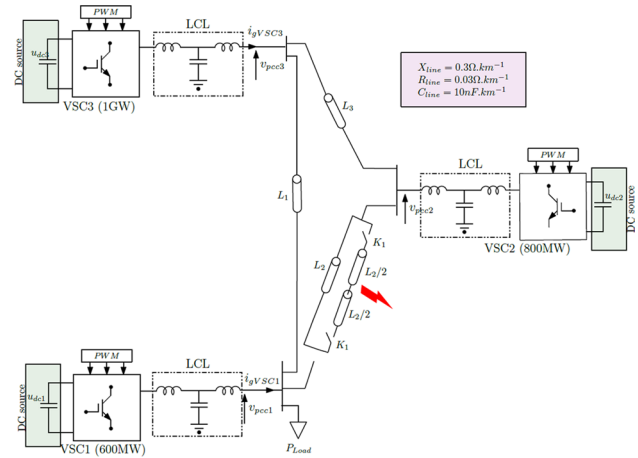 PWM
LCL
i_gVSC3
DC source
u_dc3
v_pcc3
VSC3 (1GW)
X_line = 0.3Ω.km⁻¹
R_line = 0.03Ω.km⁻¹
C_line = 10nF.km⁻¹
L_3
LCL
PWM
L_1
v_pcc2
u_dc2
DC source
VSC2 (800MW)
K_1
L_2
L_2/2
L_2/2
K_1
PWM
LCL
i_gVSC1
DC source
u_dc1
v_pcc1
VSC1 (600MW)
P_Load